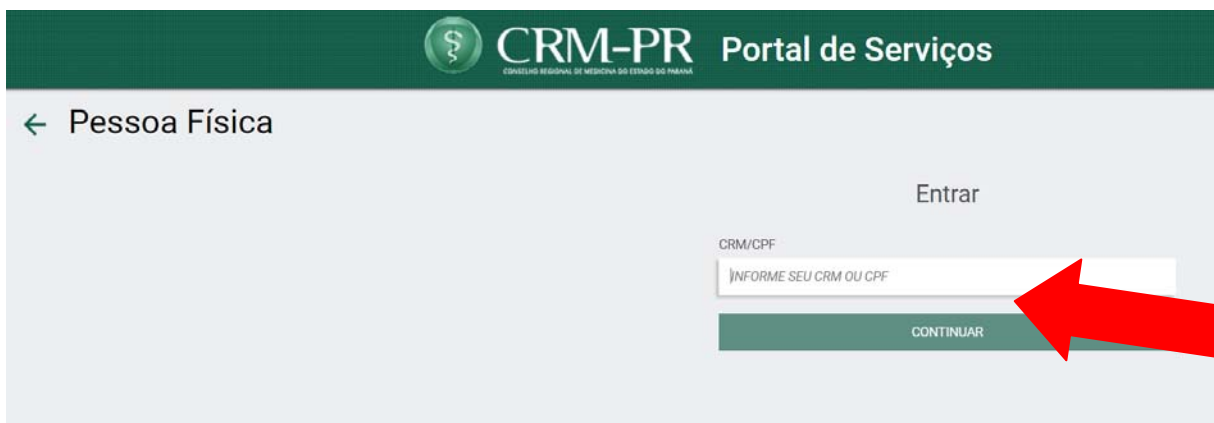 CRM-PR Portal de Serviços
CONSELHO REGIONAL DE MEDICINA DO ESTADO DO PARANÁ
← Pessoa Física
Entrar
CRM/CPF
INFORME SEU CRM OU CPF
CONTINUAR